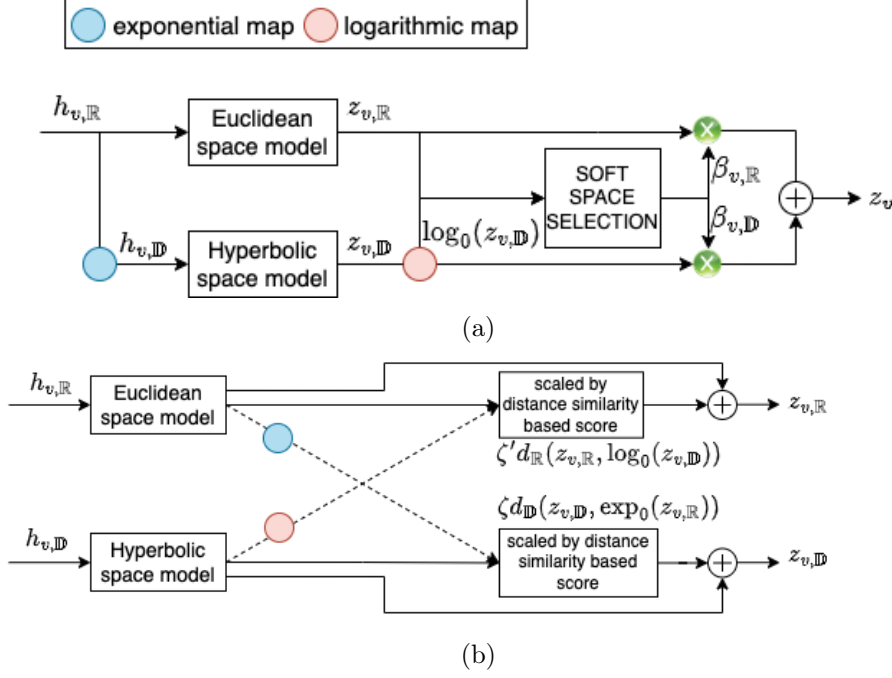 exponential map logarithmic map
h_{v,ℝ} Euclidean space model z_{v,ℝ}
SOFT SPACE SELECTION
β_{v,ℝ}
β_{v,𝔻}
z_v
h_{v,𝔻} Hyperbolic space model z_{v,𝔻} log_0(z_{v,𝔻})
(a)
h_{v,ℝ} Euclidean space model
scaled by
distance similarity
based score
z_{v,ℝ}
ζ'd_ℝ(z_{v,ℝ}, log_0(z_{v,𝔻}))
ζd_𝔻(z_{v,𝔻}, exp_0(z_{v,ℝ}))
h_{v,𝔻} Hyperbolic space model
scaled by distance
similarity based
score
z_{v,𝔻}
(b)